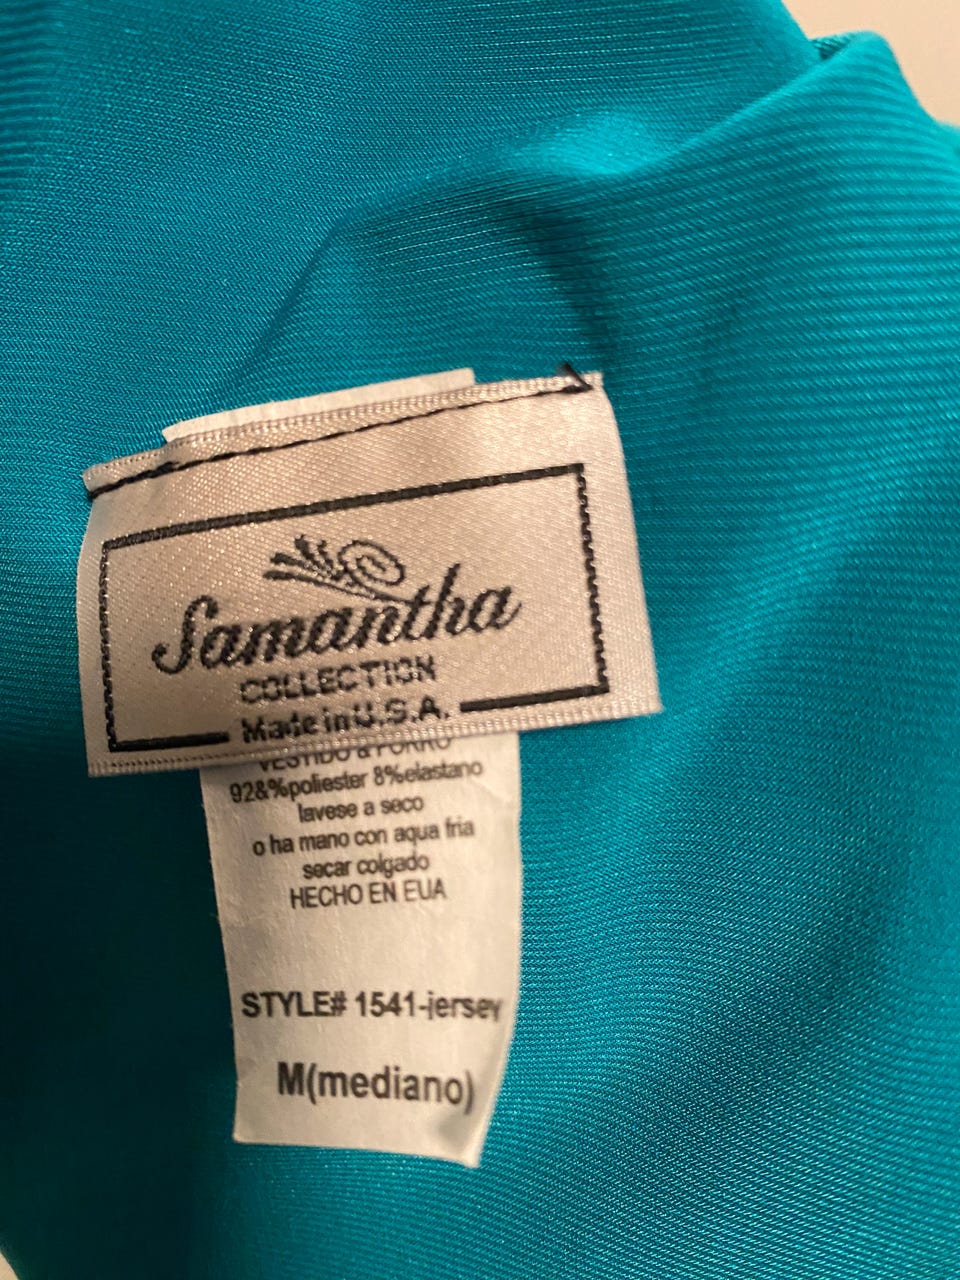 Samantha
COLLECTION
Made in U.S.A.
VESTIDO & FORRO
92&%poliester 8%elastano
lavese a seco
o ha mano con aqua fria
secar colgado
HECHO EN EUA
STYLE# 1541-jersey
M(mediano)